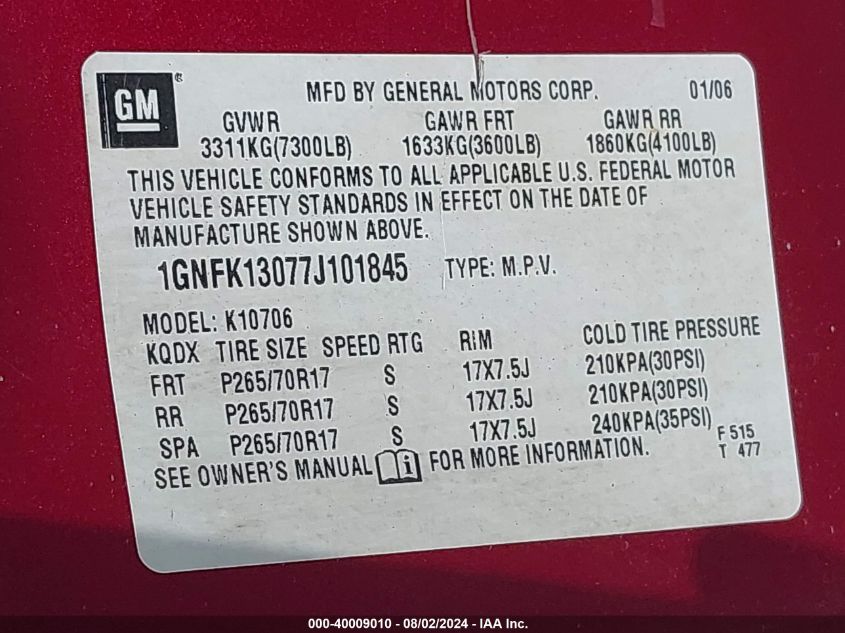 GM ®
MFD BY GENERAL MOTORS CORP. 01/06
GVWR GAWR FRT GAWR RR
3311KG(7300LB) 1633KG(3600LB) 1860KG(4100LB)
THIS VEHICLE CONFORMS TO ALL APPLICABLE U.S. FEDERAL MOTOR
VEHICLE SAFETY STANDARDS IN EFFECT ON THE DATE OF
MANUFACTURE SHOWN ABOVE.
1GNFK13077J101845 TYPE: M.P.V.
MODEL: K10706
KQDX TIRE SIZE SPEED RTG RIM COLD TIRE PRESSURE
FRT P265/70R17 S 17X7.5J 210KPA(30PSI)
RR P265/70R17 S 17X7.5J 210KPA(30PSI)
SPA P265/70R17 S 17X7.5J 240KPA(35PSI)
SEE OWNER'S MANUAL i FOR MORE INFORMATION.
F 515
T 477
000-40009010 - 08/02/2024 - IAA Inc.